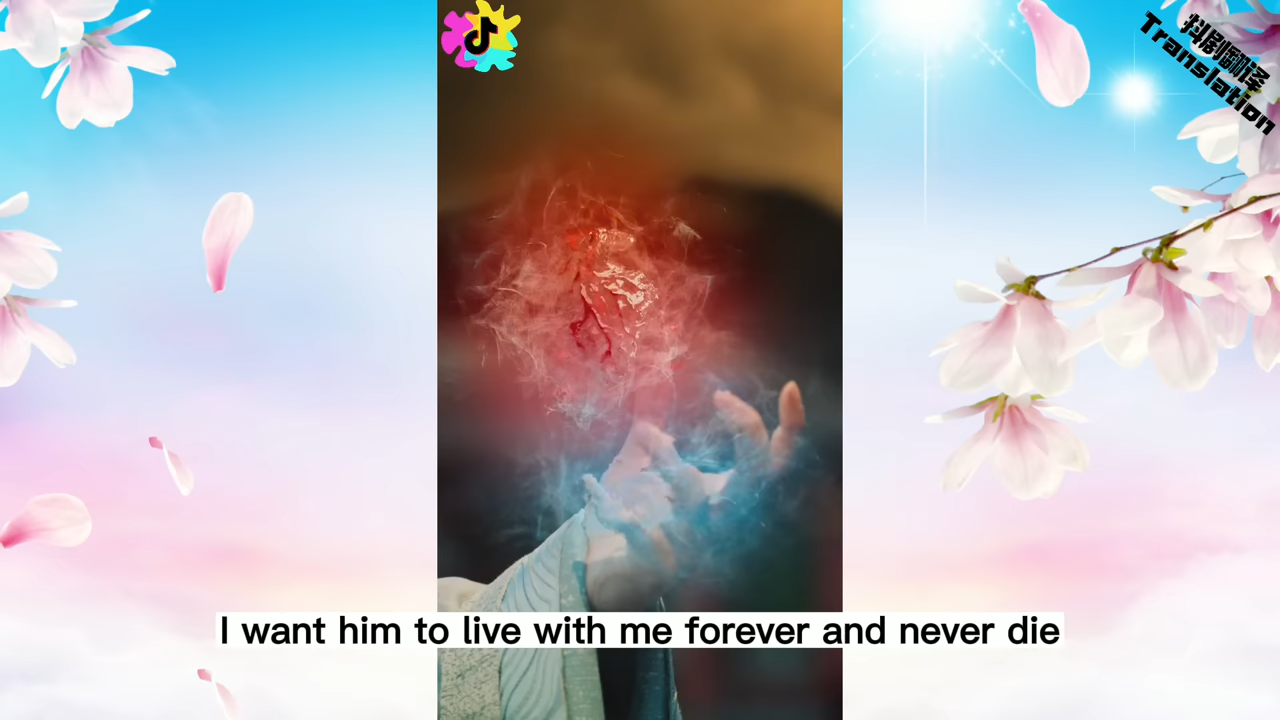 抖剧翻译
Translation
I want him to live with me forever and never die